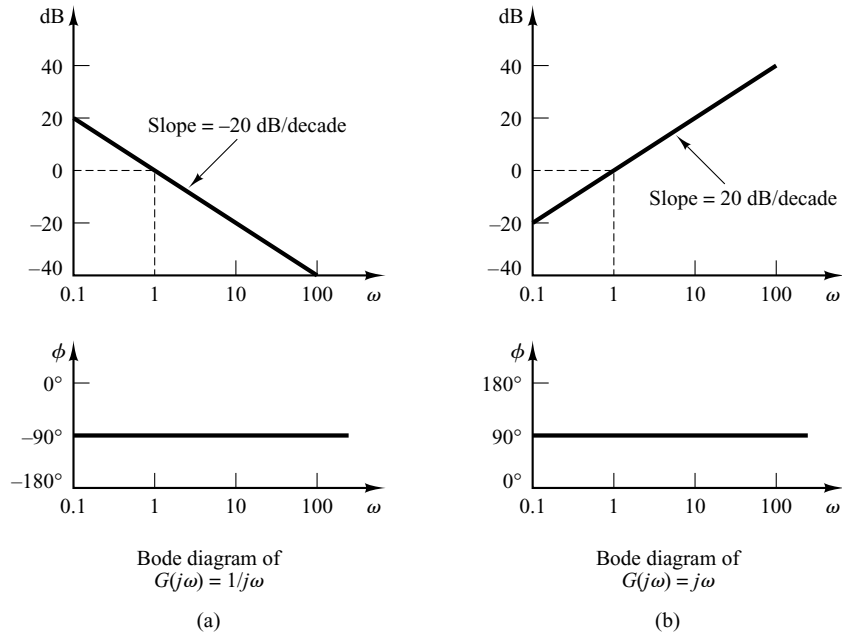 dB
40
20
Slope = –20 dB/decade
0
–20
–40
0.1 1 10 100 ω
ϕ
0°
–90°
–180°
0.1 1 10 100 ω
Bode diagram of
G(jω) = 1/jω
(a)
dB
40
20
0
Slope = 20 dB/decade
–20
–40
0.1 1 10 100 ω
ϕ
180°
90°
0°
0.1 1 10 100 ω
Bode diagram of
G(jω) = jω
(b)